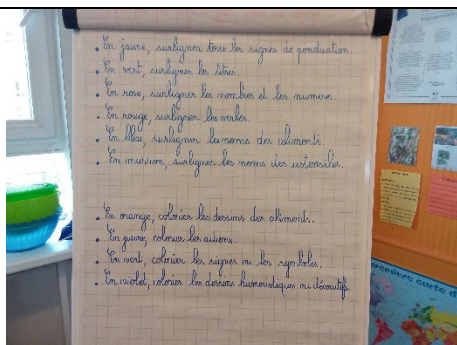 • En jaune, surligner tous les signes de ponctuation.
• En vert, surligner les titres.
• En rose, surligner les nombres et les numéros.
• En rouge, surligner les verbes.
• En bleu, surligner les noms des aliments.
• En marron, surligner les noms des ustensiles.
• En orange, colorier les dessins des aliments.
• En jaune, colorier les actions.
• En vert, colorier les signes ou les symboles.
• En violet, colorier les dessins humoristiques ou décoratifs
carte d